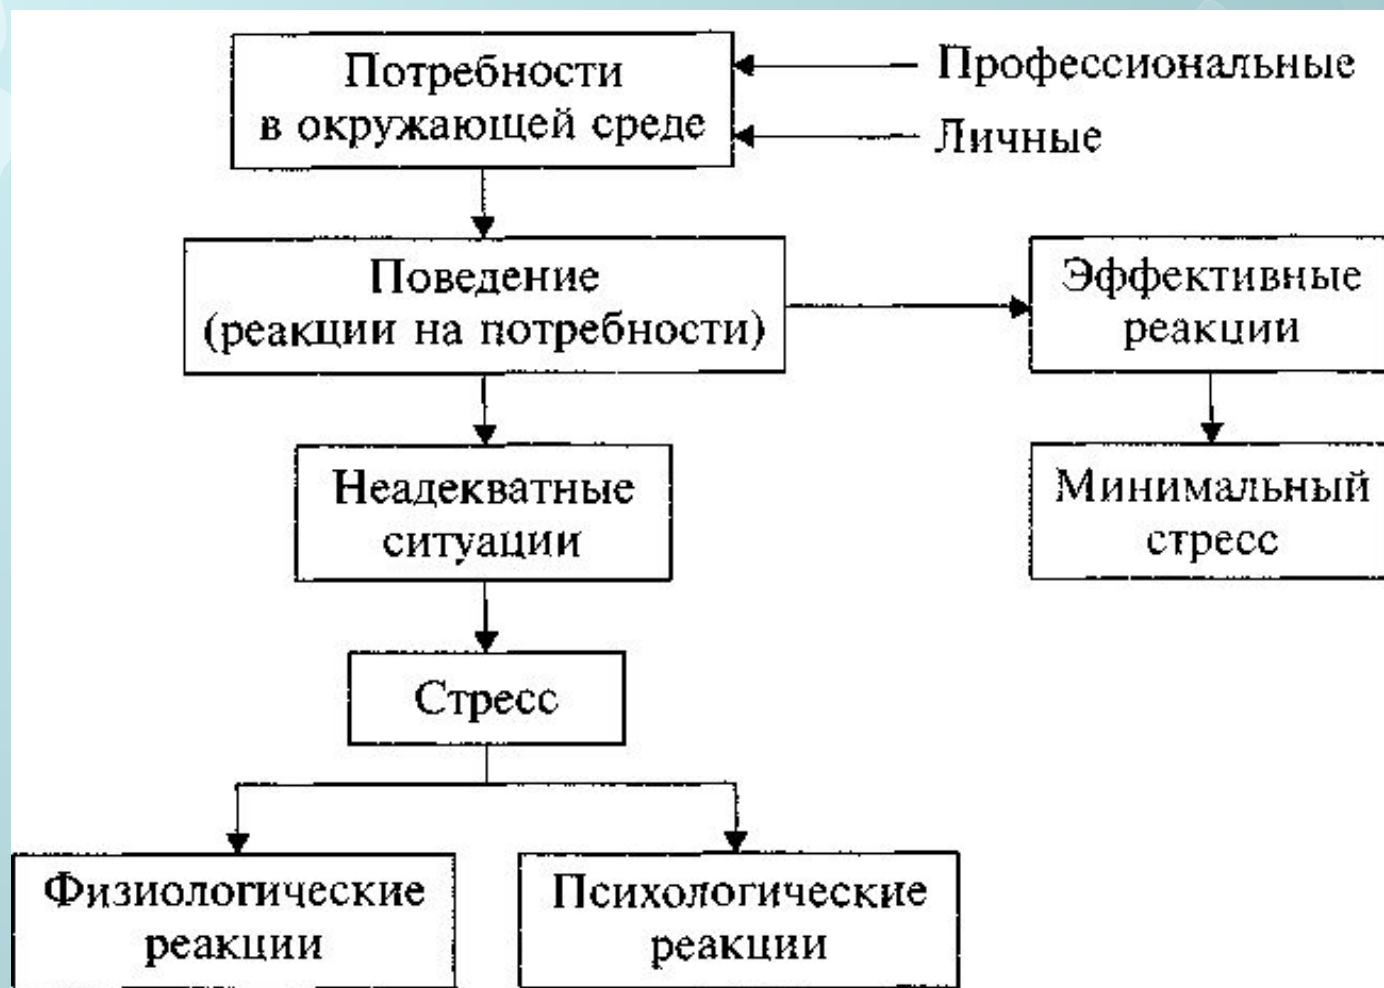 Потребности
в окружающей среде
Профессиональные
Личные
Поведение
(реакции на потребности)
Эффективные
реакции
Неадекватные
ситуации
Минимальный
стресс
Стресс
Физиологические
реакции
Психологические
реакции